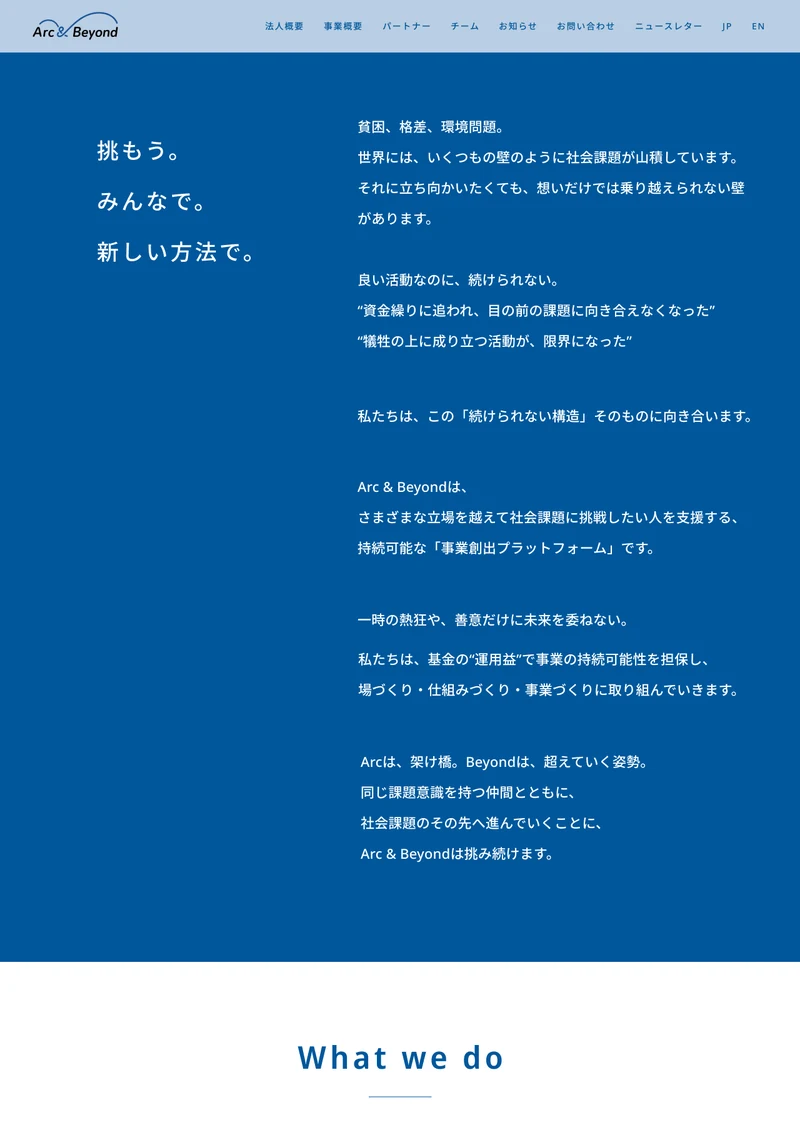 Arc & Beyond
法人概要 事業概要 パートナー チーム お知らせ お問い合わせ ニュースレター JP EN
挑もう。
みんなで。
新しい方法で。
貧困、格差、環境問題。
世界には、いくつもの壁のように社会課題が山積しています。
それに立ち向かいたくても、想いだけでは乗り越えられない壁
があります。
良い活動なのに、続けられない。
“資金繰りに追われ、目の前の課題に向き合えなくなった”
“犠牲の上に成り立つ活動が、限界になった”
私たちは、この「続けられない構造」そのものに向き合います。
Arc & Beyondは、
さまざまな立場を越えて社会課題に挑戦したい人を支援する、
持続可能な「事業創出プラットフォーム」です。
一時の熱狂や、善意だけに未来を委ねない。
私たちは、基金の“運用益”で事業の持続可能性を担保し、
場づくり・仕組みづくり・事業づくりに取り組んでいきます。
Arcは、架け橋。Beyondは、超えていく姿勢。
同じ課題意識を持つ仲間とともに、
社会課題のその先へ進んでいくことに、
Arc & Beyondは挑み続けます。
What we do